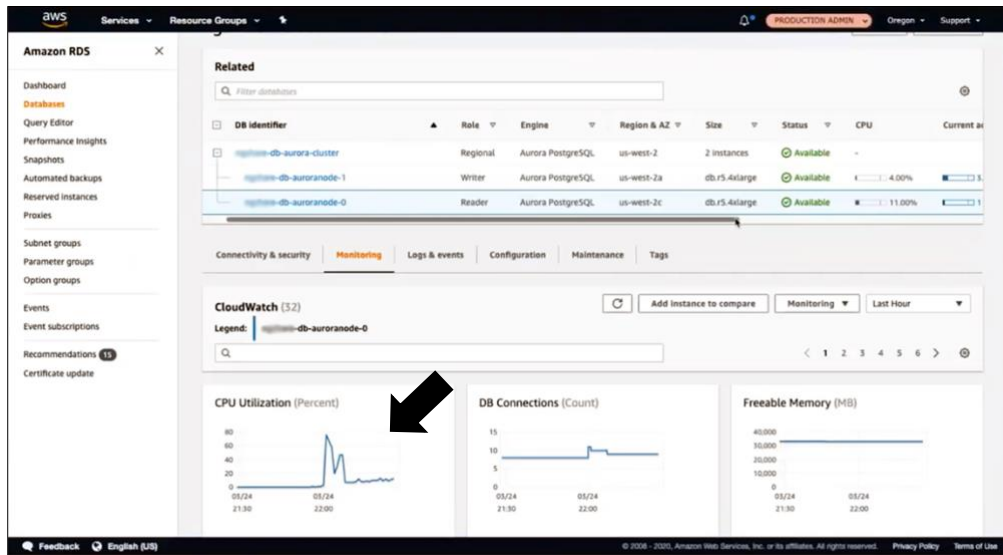 aws Services Resource Groups PRODUCTION ADMIN Oregon Support
Amazon RDS
Dashboard
Databases
Query Editor
Performance Insights
Snapshots
Automated backups
Reserved instances
Proxies
Subnet groups
Parameter groups
Option groups
Events
Event subscriptions
Recommendations 15
Certificate update
Related
Filter databases
DB identifier Role Engine Region & AZ Size Status CPU Current
-db-aurora-cluster Regional Aurora PostgreSQL us-west-2 2 instances Available -
-db-auroranode-1 Writer Aurora PostgreSQL us-west-2a db.r5.4xlarge Available 4.00%
-db-auroranode-0 Reader Aurora PostgreSQL us-west-2c db.r5.4xlarge Available 11.00%
Connectivity & security Monitoring Logs & events Configuration Maintenance Tags
CloudWatch (32) Add instance to compare Monitoring Last Hour
Legend: -db-auroranode-0
1 2 3 4 5 6
CPU Utilization (Percent)
80
60
40
20
0
03/24 03/24
21:30 22:00
DB Connections (Count)
15
10
5
0
03/24 03/24
21:30 22:00
Freeable Memory (MB)
40,000
30,000
20,000
10,000
0
03/24 03/24
21:30 22:00
Feedback English (US) © 2008 - 2020, Amazon Web Services, Inc. or its affiliates. All rights reserved. Privacy Policy Terms of Use